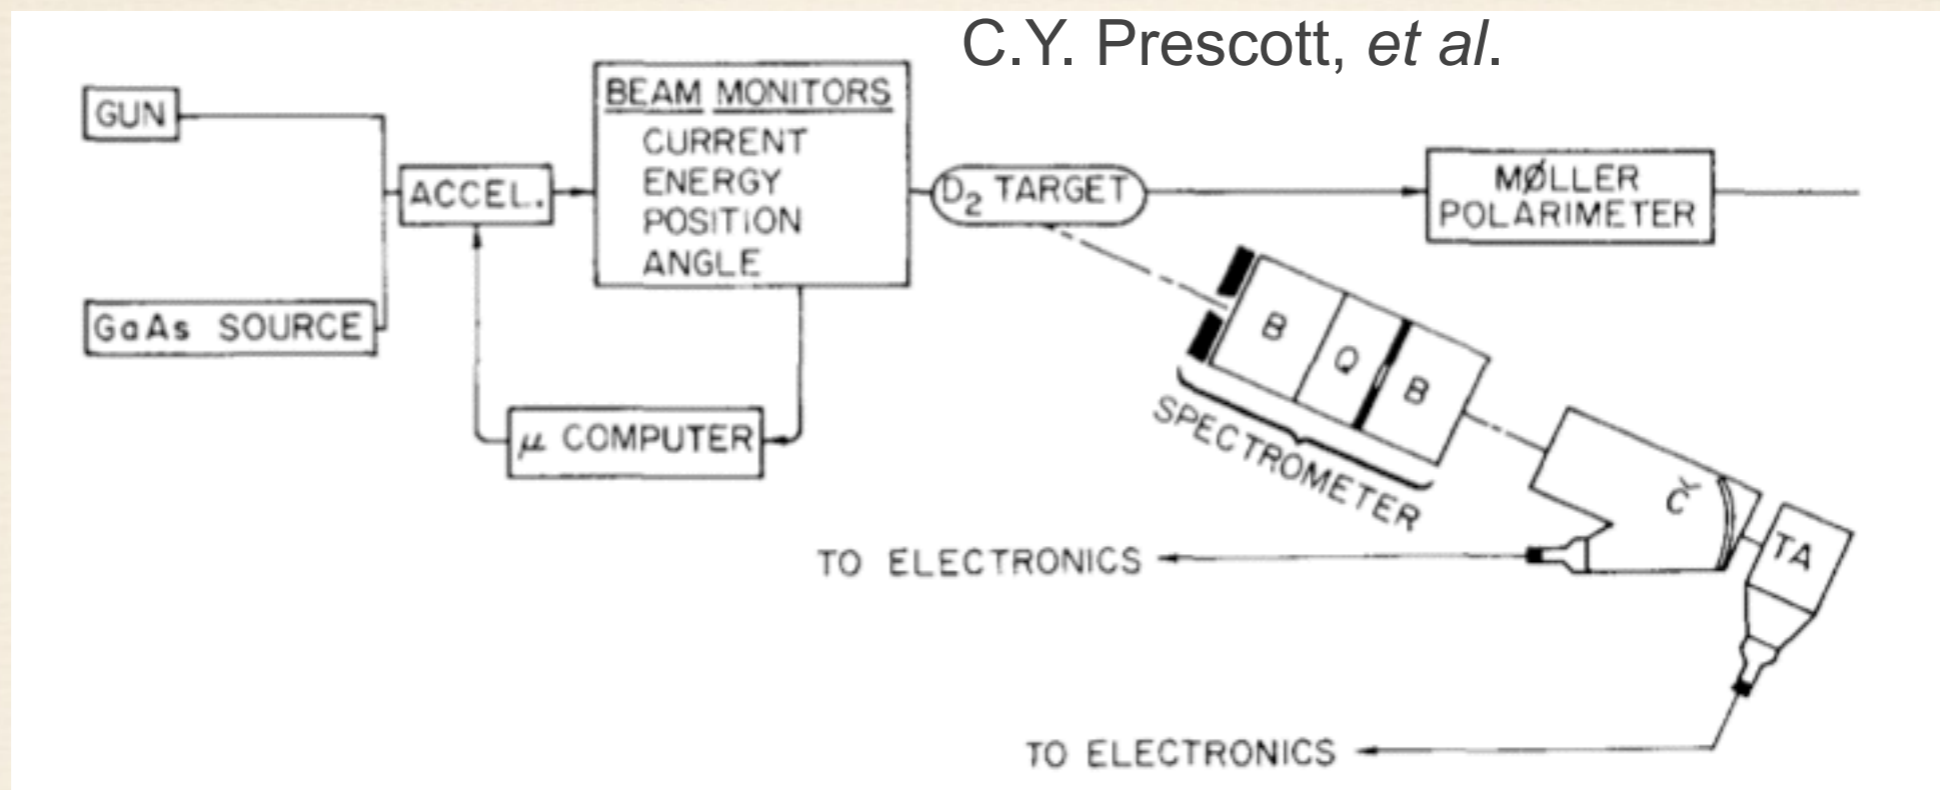 C.Y. Prescott, et al.
GUN
GaAs SOURCE
ACCEL.
BEAM MONITORS
CURRENT
ENERGY
POSITION
ANGLE
μ COMPUTER
D₂ TARGET
MØLLER
POLARIMETER
B
Q
B
SPECTROMETER
Č
TA
TO ELECTRONICS
TO ELECTRONICS